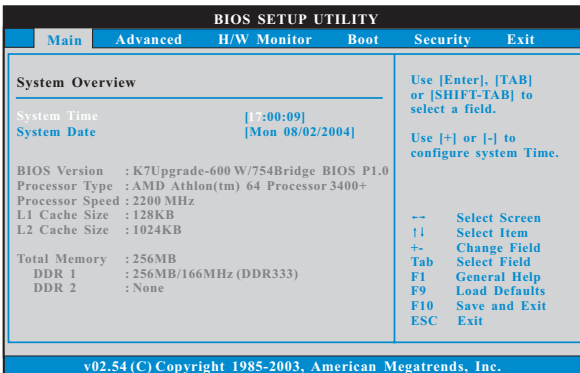 BIOS SETUP UTILITY
Main Advanced H/W Monitor Boot Security Exit
System Overview
System Time [17:00:09]
System Date [Mon 08/02/2004]
BIOS Version : K7Upgrade-600 W/754Bridge BIOS P1.0
Processor Type : AMD Athlon(tm) 64 Processor 3400+
Processor Speed : 2200 MHz
L1 Cache Size : 128KB
L2 Cache Size : 1024KB
Total Memory : 256MB
DDR 1 : 256MB/166MHz (DDR333)
DDR 2 : None
Use [Enter], [TAB]
or [SHIFT-TAB] to
select a field.
Use [+] or [-] to
configure system Time.
←→ Select Screen
↑↓ Select Item
+- Change Field
Tab Select Field
F1 General Help
F9 Load Defaults
F10 Save and Exit
ESC Exit
v02.54 (C) Copyright 1985-2003, American Megatrends, Inc.